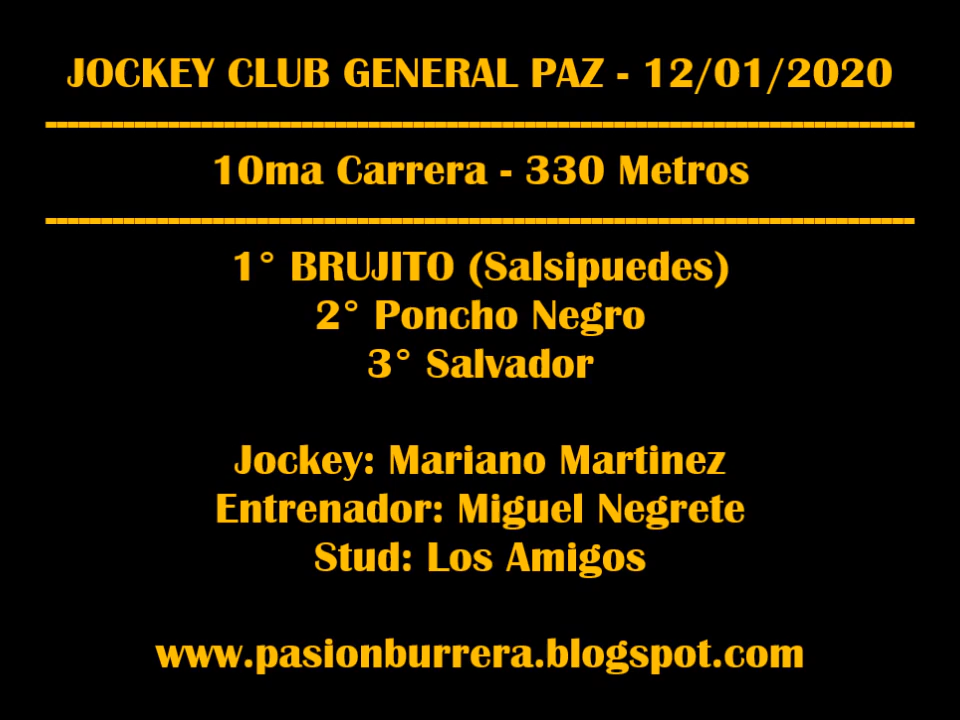 JOCKEY CLUB GENERAL PAZ - 12/01/2020
-------------------------------------------------------------------------------
10ma Carrera - 330 Metros
-------------------------------------------------------------------------------
1° BRUJITO (Salsipuedes)
2° Poncho Negro
3° Salvador
Jockey: Mariano Martinez
Entrenador: Miguel Negrete
Stud: Los Amigos
www.pasionburrera.blogspot.com